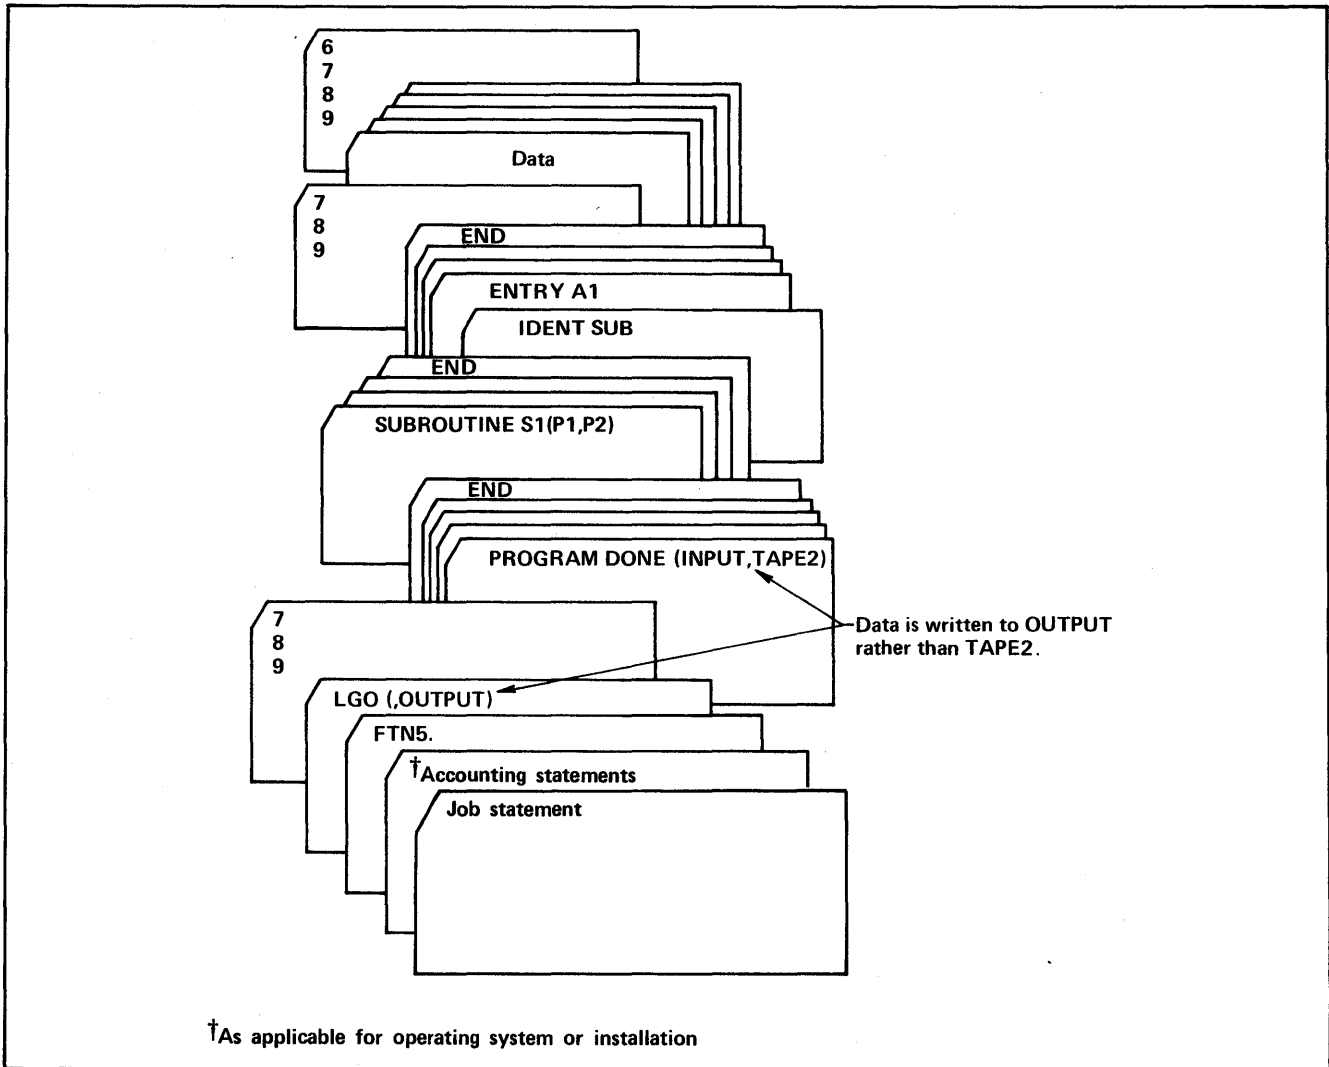 6
7
8
9
Data
7
8
9
END
ENTRY A1
IDENT SUB
END
SUBROUTINE S1(P1,P2)
END
PROGRAM DONE (INPUT,TAPE2)
7
8
9
Data is written to OUTPUT
rather than TAPE2.
LGO (,OUTPUT)
FTN5.
†Accounting statements
Job statement
†As applicable for operating system or installation